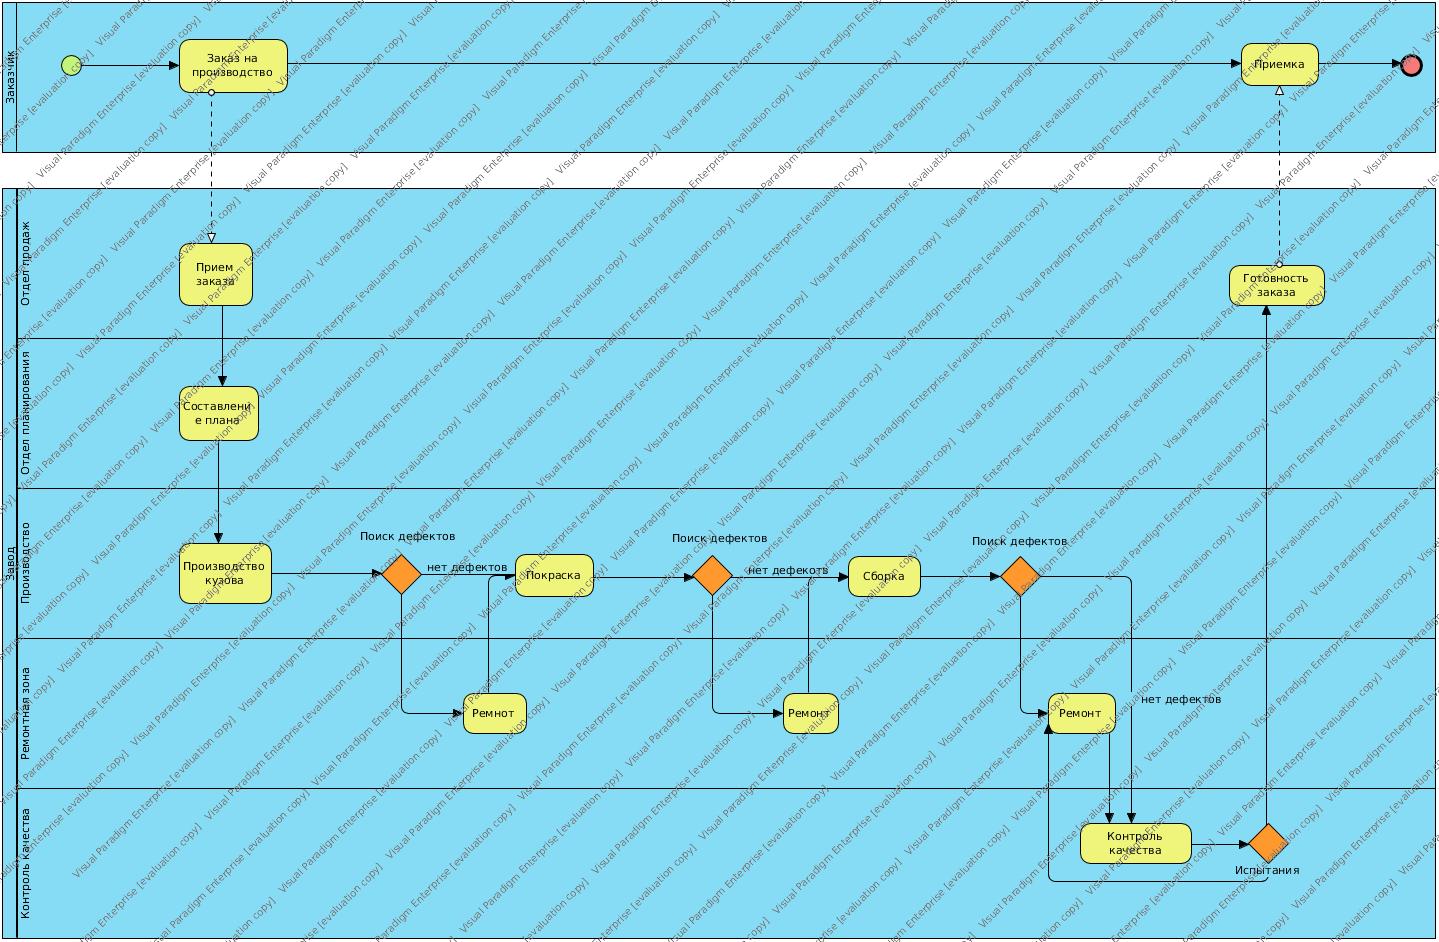 Заказчик
Заказ на
производство
Приемка
Завод
Отдел продаж
Прием
заказа
Готовность
заказа
Отдел планирования
Составлени
е плана
Производство
Производство
кузова
Поиск дефектов
нет дефектов
Покраска
Поиск дефектов
нет дефекотв
Сборка
Поиск дефектов
Ремонтная зона
Ремнот
Ремонт
Ремонт
нет дефектов
Контроль качества
Контроль
качества
Испытания
Visual Paradigm Enterprise [evaluation copy]